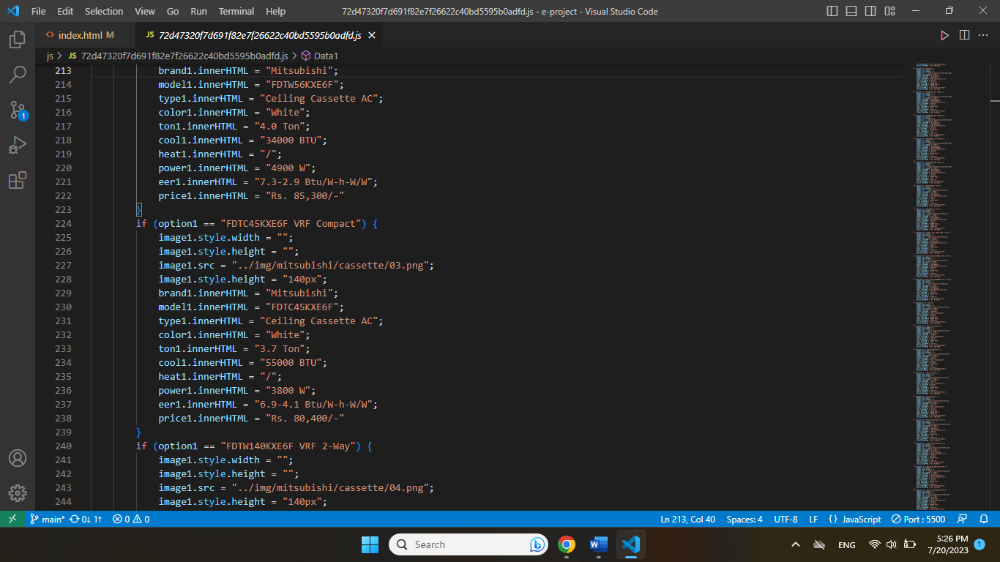 File Edit Selection View Go Run Terminal Help
72d47320f7d691f82e7f26622c40bd5595b0adfd.js - e-project - Visual Studio Code
index.html M
JS 72d47320f7d691f82e7f26622c40bd5595b0adfd.js
js > JS 72d47320f7d691f82e7f26622c40bd5595b0adfd.js > Data1
213 brand1.innerHTML = "Mitsubishi";
214 model1.innerHTML = "FDTW56KXE6F";
215 type1.innerHTML = "Ceiling Cassette AC";
216 color1.innerHTML = "White";
217 ton1.innerHTML = "4.0 Ton";
218 cool1.innerHTML = "34000 BTU";
219 heat1.innerHTML = "/";
220 power1.innerHTML = "4900 W";
221 eer1.innerHTML = "7.3-2.9 Btu/W-h-W/W";
222 price1.innerHTML = "Rs. 85,300/-"
223 }
224 if (option1 == "FDTC45KXE6F VRF Compact") {
225 image1.style.width = "";
226 image1.style.height = "";
227 image1.src = "../img/mitsubishi/cassette/03.png";
228 image1.style.height = "140px";
229 brand1.innerHTML = "Mitsubishi";
230 model1.innerHTML = "FDTC45KXE6F";
231 type1.innerHTML = "Ceiling Cassette AC";
232 color1.innerHTML = "White";
233 ton1.innerHTML = "3.7 Ton";
234 cool1.innerHTML = "55000 BTU";
235 heat1.innerHTML = "/";
236 power1.innerHTML = "3800 W";
237 eer1.innerHTML = "6.9-4.1 Btu/W-h-W/W";
238 price1.innerHTML = "Rs. 80,400/-"
239 }
240 if (option1 == "FDTW140KXE6F VRF 2-Way") {
241 image1.style.width = "";
242 image1.style.height = "";
243 image1.src = "../img/mitsubishi/cassette/04.png";
244 image1.style.height = "140px";
1
main* 0↓ 1↑ 0 0
Ln 213, Col 40 Spaces: 4 UTF-8 LF {} JavaScript Port : 5500
Search
ENG
5:26 PM
7/20/2023
1